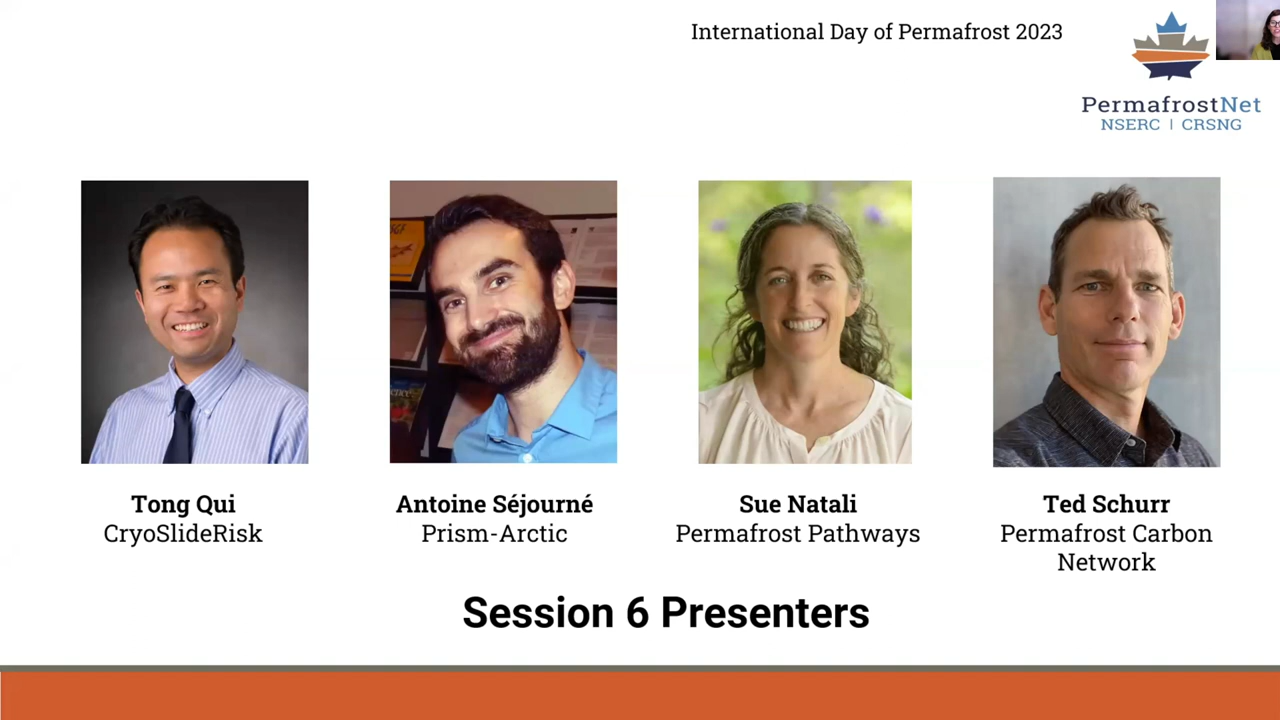 International Day of Permafrost 2023
PermafrostNet
NSERC | CRSNG
Tong Qui
CryoSlideRisk
Antoine Séjourné
Prism-Arctic
Sue Natali
Permafrost Pathways
Ted Schurr
Permafrost Carbon
Network
Session 6 Presenters